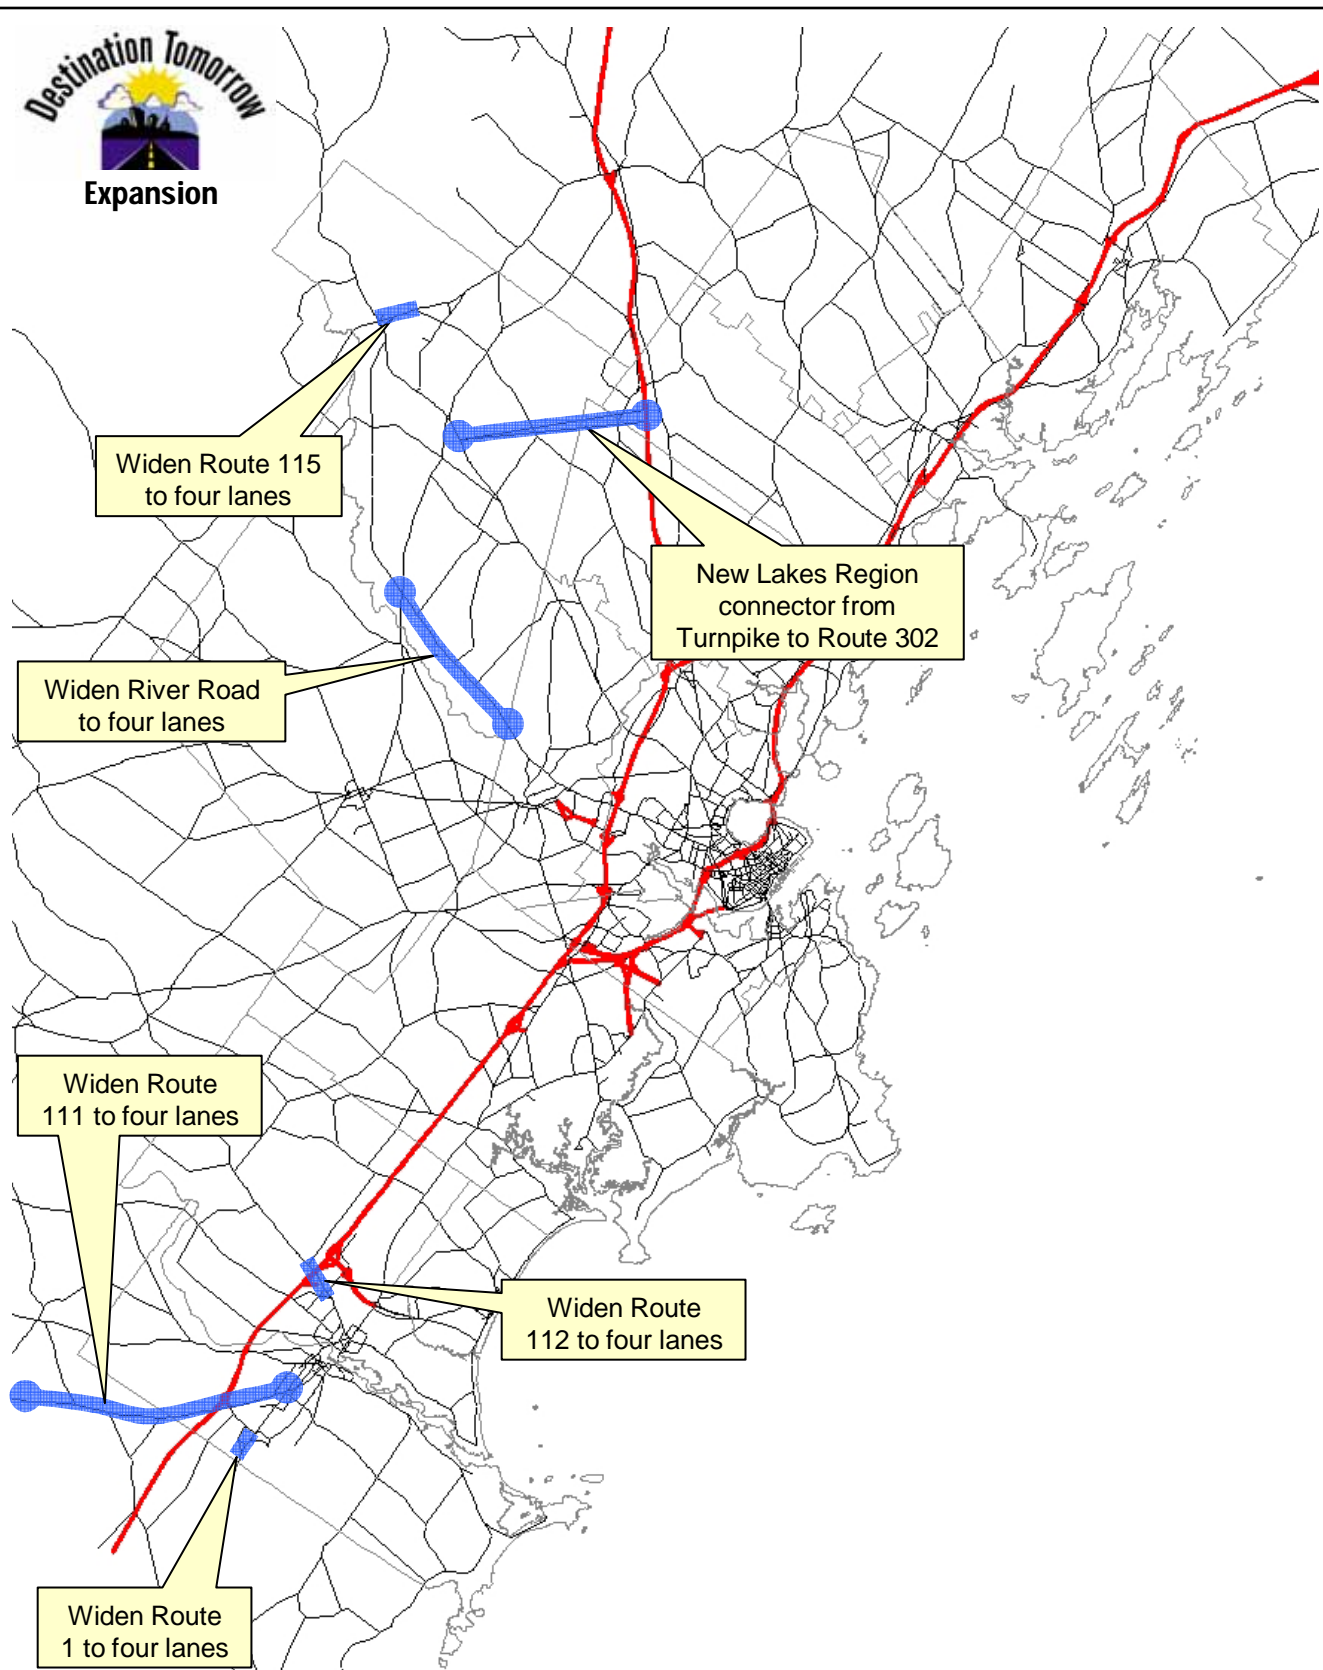 Destination Tomorrow
Expansion
Widen Route 115
to four lanes
New Lakes Region
connector from
Turnpike to Route 302
Widen River Road
to four lanes
Widen Route
111 to four lanes
Widen Route
112 to four lanes
Widen Route
1 to four lanes